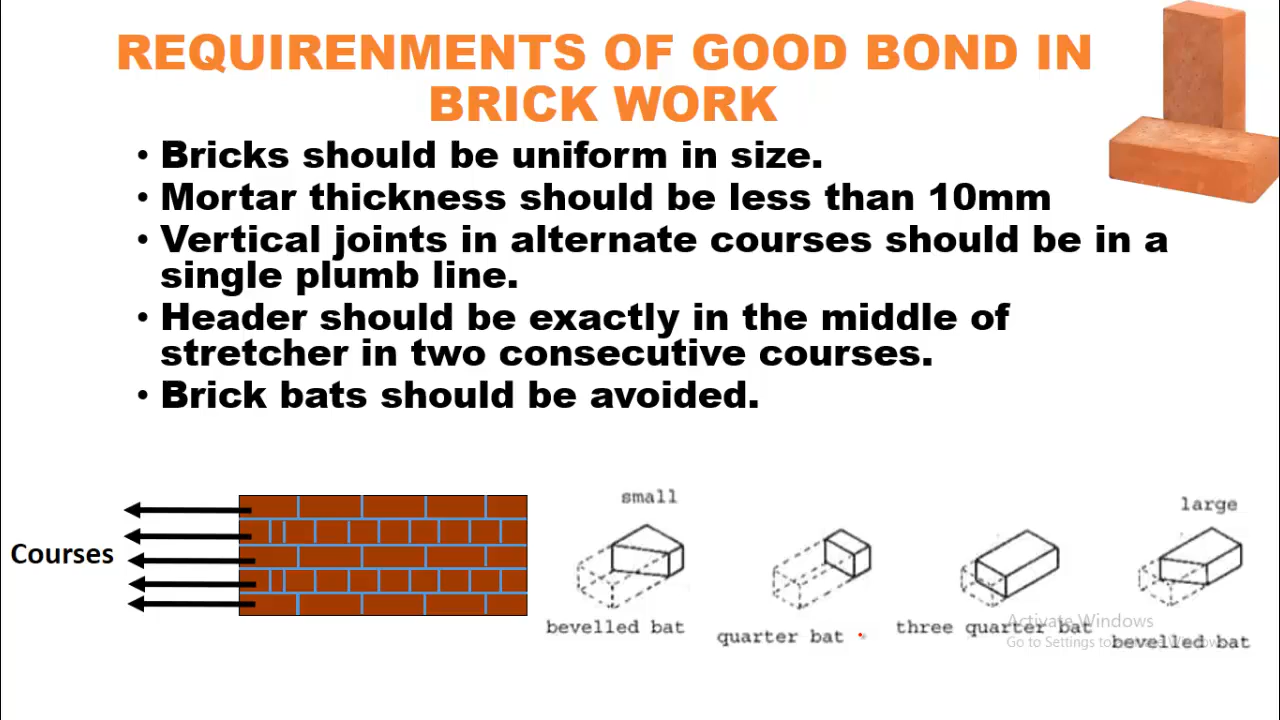 REQUIRENMENTS OF GOOD BOND IN
BRICK WORK
• Bricks should be uniform in size.
• Mortar thickness should be less than 10mm
• Vertical joints in alternate courses should be in a
single plumb line.
• Header should be exactly in the middle of
stretcher in two consecutive courses.
• Brick bats should be avoided.
Courses
small
bevelled bat
quarter bat
three quarter bat
large
bevelled bat
Activate Windows
Go to Settings to activate Windows.